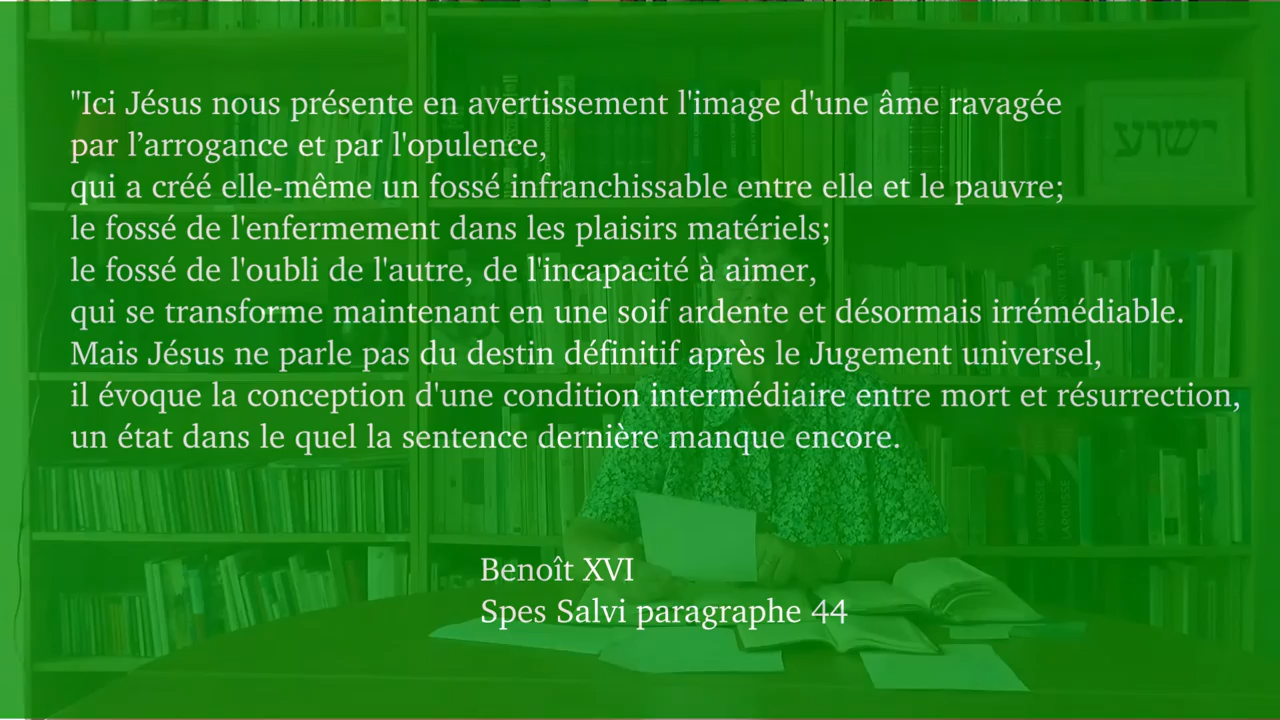 "Ici Jésus nous présente en avertissement l'image d'une âme ravagée
par l’arrogance et par l'opulence,
qui a créé elle-même un fossé infranchissable entre elle et le pauvre;
le fossé de l'enfermement dans les plaisirs matériels;
le fossé de l'oubli de l'autre, de l'incapacité à aimer,
qui se transforme maintenant en une soif ardente et désormais irrémédiable.
Mais Jésus ne parle pas du destin définitif après le Jugement universel,
il évoque la conception d'une condition intermédiaire entre mort et résurrection,
un état dans le quel la sentence dernière manque encore.
Benoît XVI
Spes Salvi paragraphe 44
ישוע
LAROUSSE
LAROUSSE